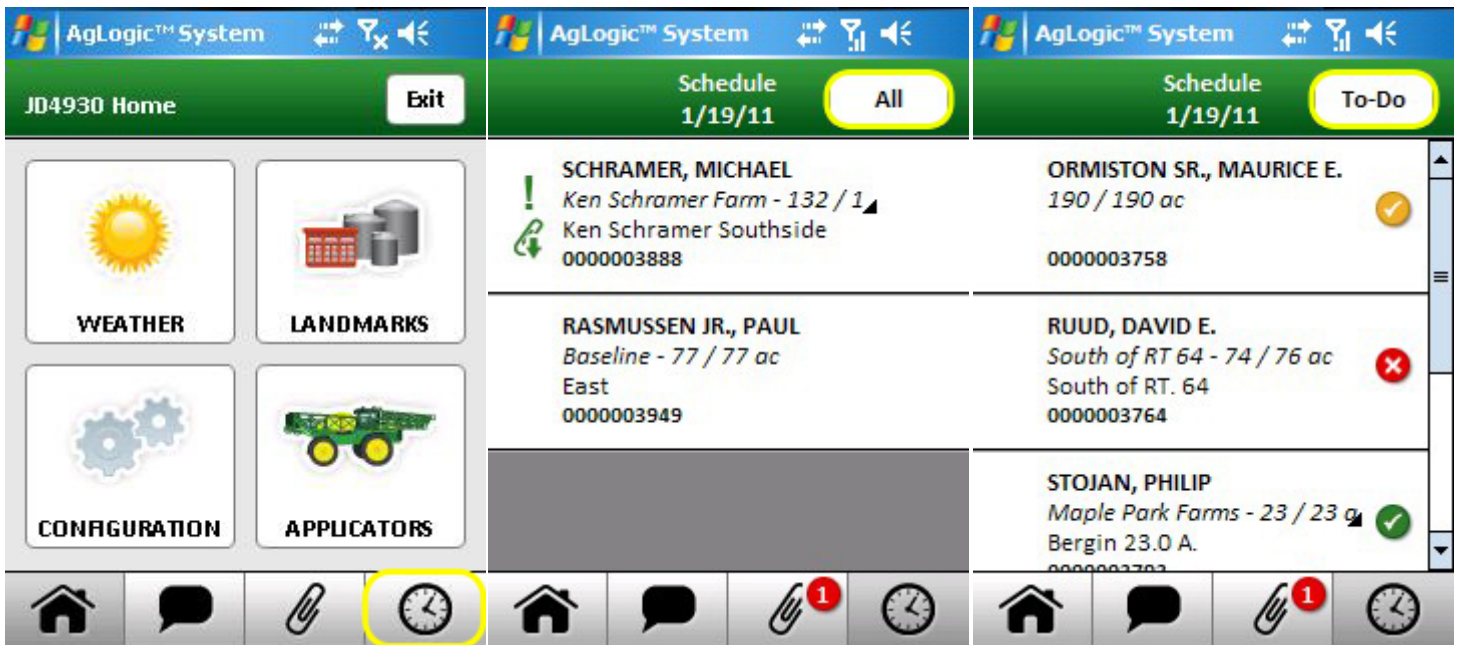 AgLogic™ System
JD4930 Home
Exit
WEATHER
LANDMARKS
CONFIGURATION
APPLICATORS
AgLogic™ System
Schedule
1/19/11
All
SCHRAMER, MICHAEL
Ken Schramer Farm - 132 / 1
Ken Schramer Southside
0000003888
RASMUSSEN JR., PAUL
Baseline - 77 / 77 ac
East
0000003949
1
AgLogic™ System
Schedule
1/19/11
To-Do
ORMISTON SR., MAURICE E.
190 / 190 ac
0000003758
RUUD, DAVID E.
South of RT 64 - 74 / 76 ac
South of RT. 64
0000003764
STOJAN, PHILIP
Maple Park Farms - 23 / 23 a
Bergin 23.0 A.
1